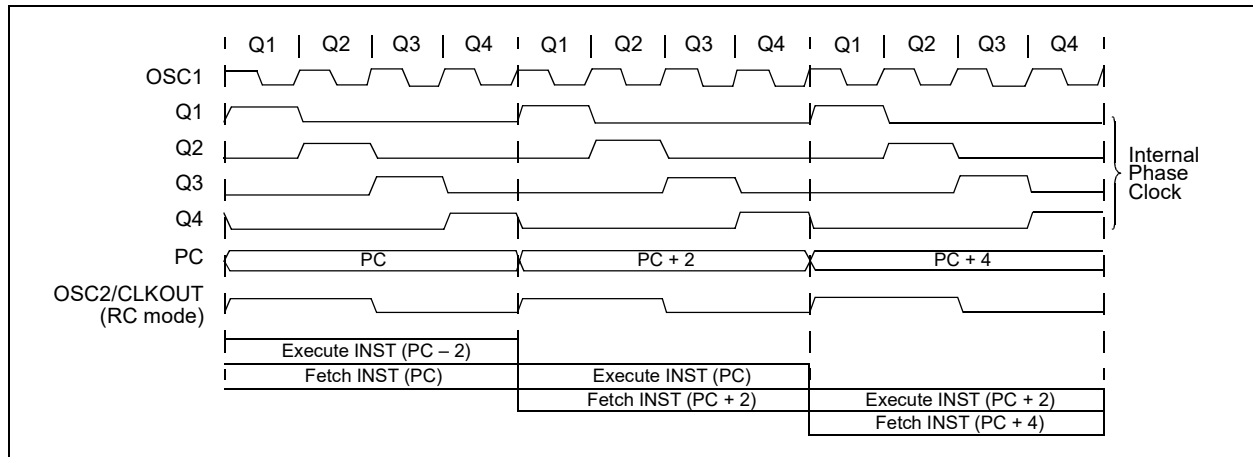 Q1 Q2 Q3 Q4 Q1 Q2 Q3 Q4 Q1 Q2 Q3 Q4
OSC1
Q1
Q2
Q3
Q4
Internal
Phase
Clock
PC PC PC + 2 PC + 4
OSC2/CLKOUT
(RC mode)
Execute INST (PC – 2)
Fetch INST (PC) Execute INST (PC)
Fetch INST (PC + 2) Execute INST (PC + 2)
Fetch INST (PC + 4)